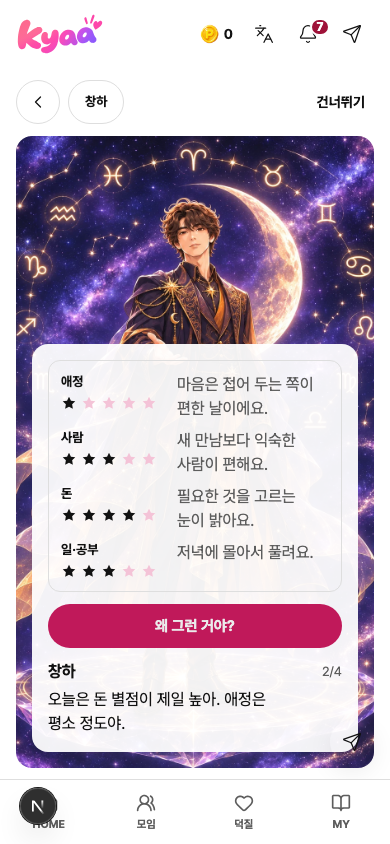 Kyaa
P 0
7
창하
건너뛰기
애정
마음은 접어 두는 쪽이
편한 날이에요.
사람
새 만남보다 익숙한
사람이 편해요.
돈
필요한 것을 고르는
눈이 밝아요.
일·공부
저녁에 몰아서 풀려요.
왜 그런 거야?
창하
2/4
오늘은 돈 별점이 제일 높아. 애정은
평소 정도야.
N
HOME
모임
덕질
MY